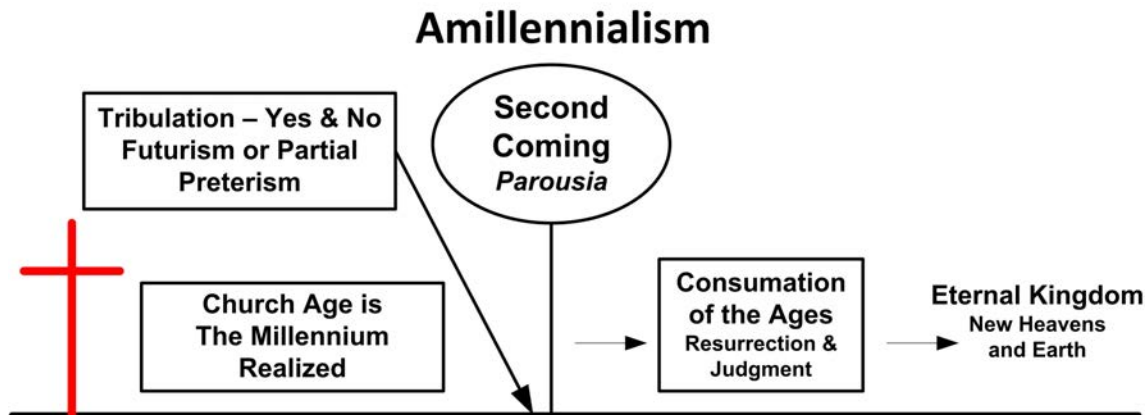 Amillennialism
Tribulation – Yes & No
Futurism or Partial
Preterism
Second
Coming
Parousia
Church Age is
The Millennium
Realized
Consumation
of the Ages
Resurrection &
Judgment
Eternal Kingdom
New Heavens
and Earth